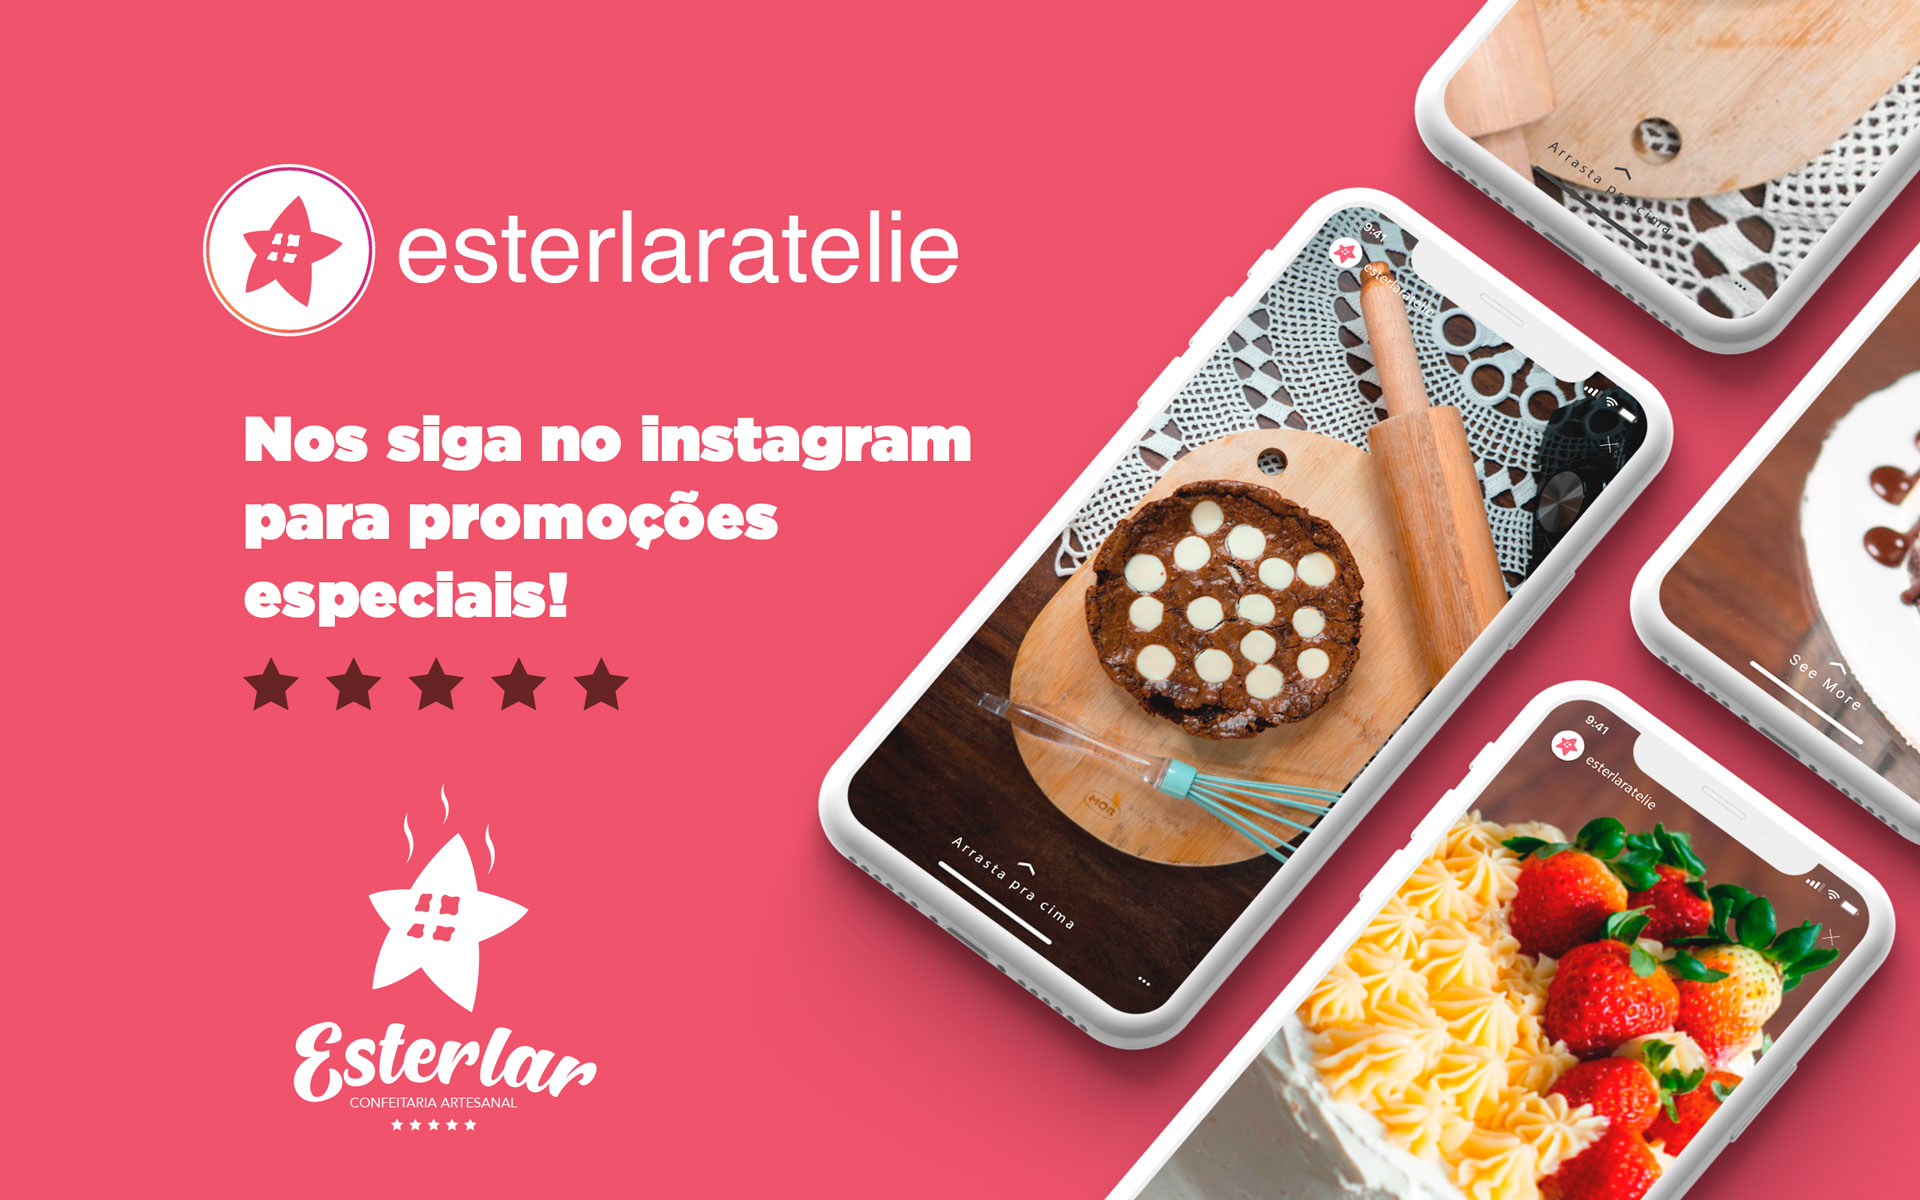 esterlaratelie
Nos siga no instagram
para promoções
especiais!
Esterlar
CONFEITARIA ARTESANAL
Arrasta pra cima
9:41
esterlaratelie
MOR
Arrasta pra cima
See More
9:41
esterlaratelie